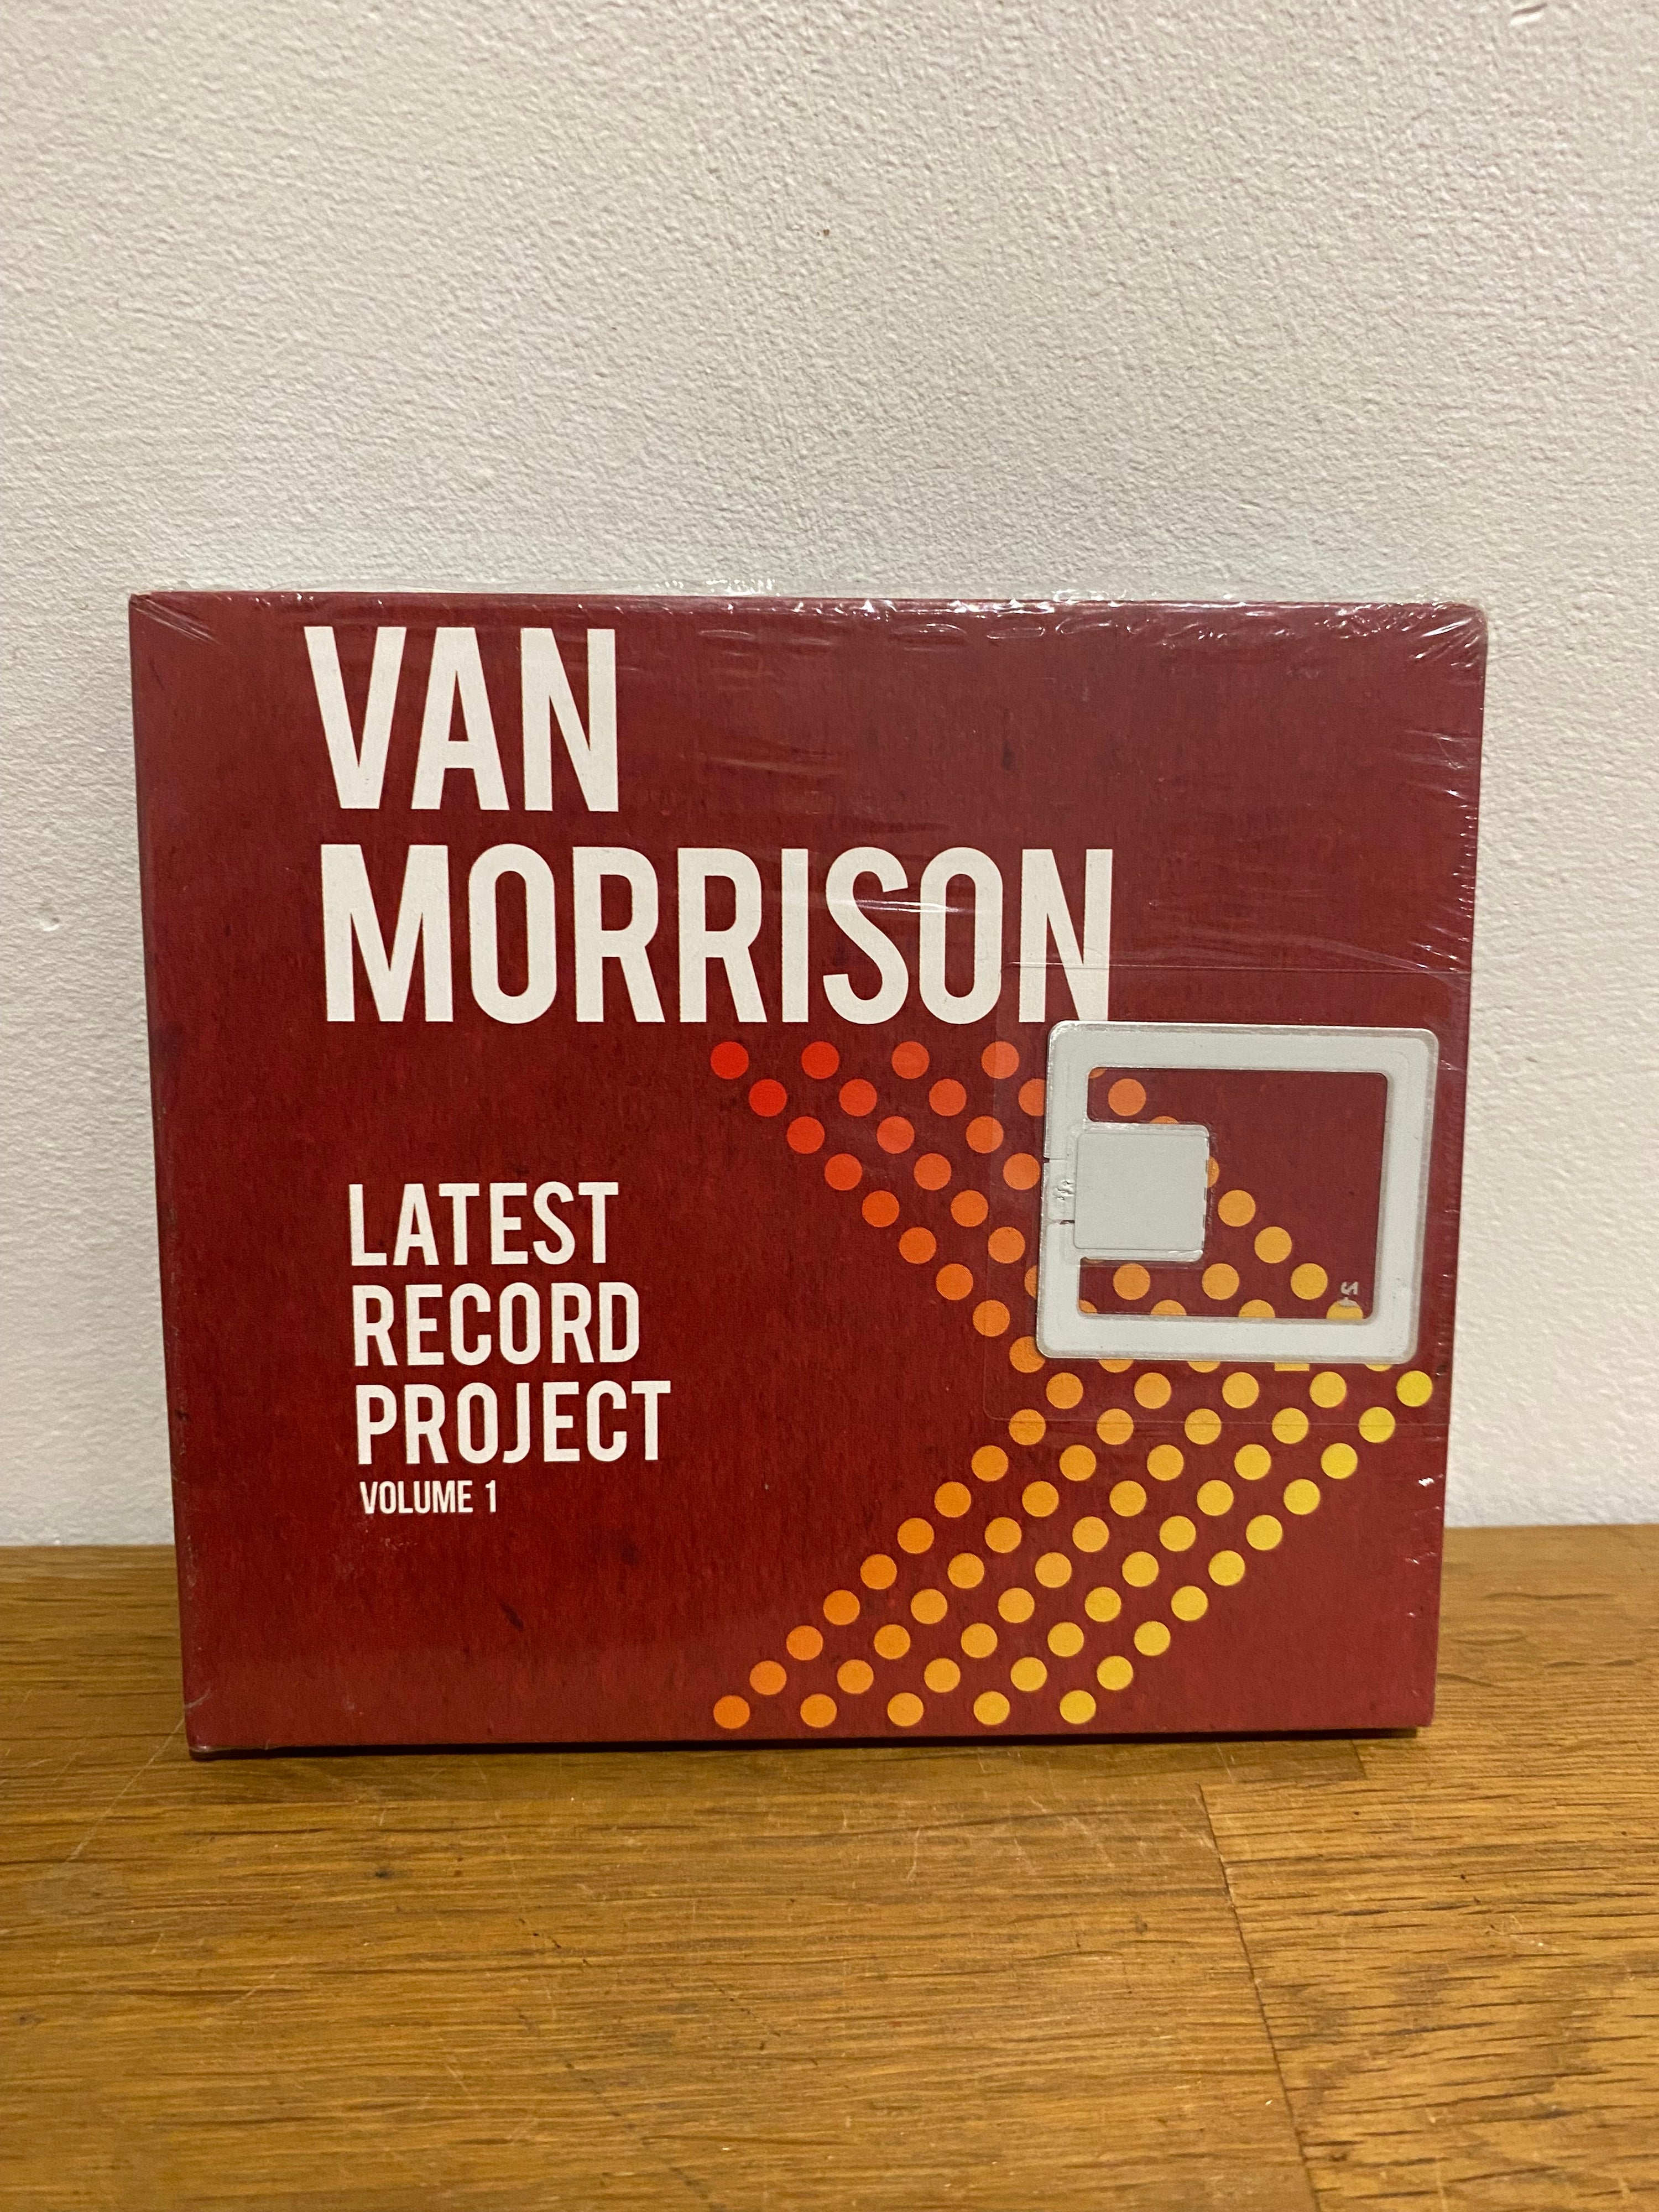 VAN
MORRISON
LATEST
RECORD
PROJECT
VOLUME 1